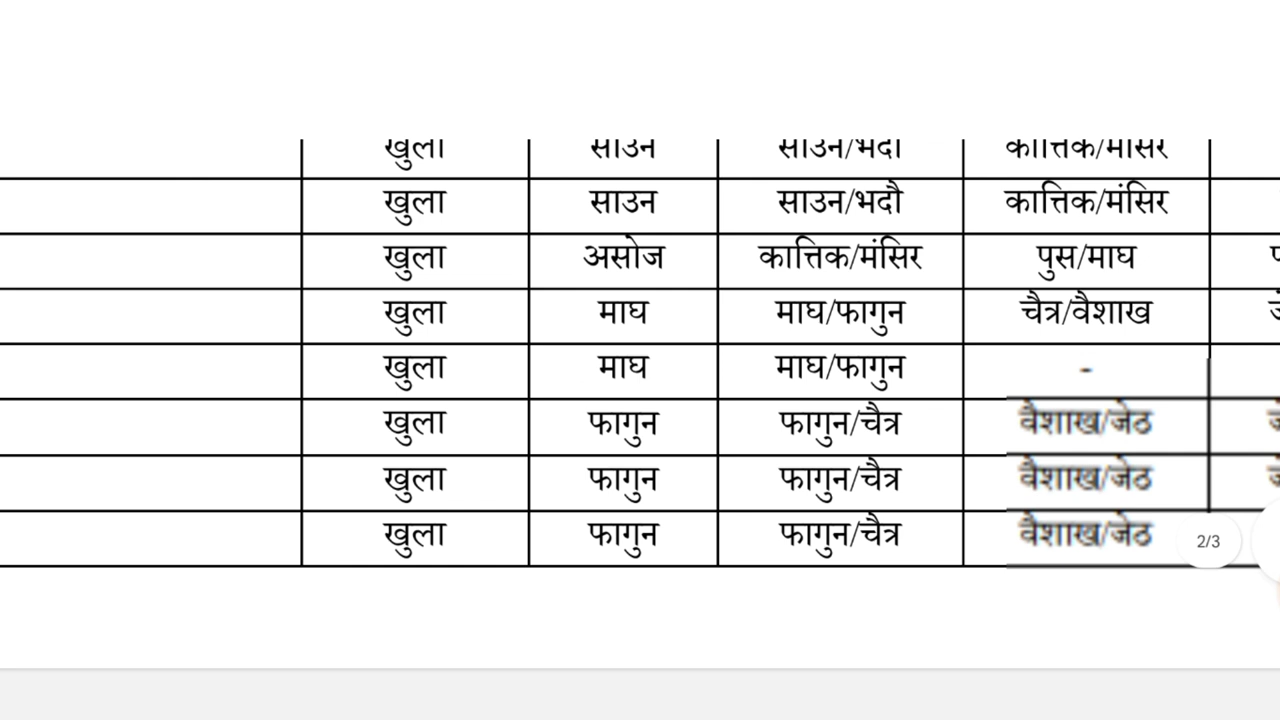 खुला साउन साउन/भदौ कात्तिक/मंसिर
खुला साउन साउन/भदौ कात्तिक/मंसिर
खुला असोज कात्तिक/मंसिर पुस/माघ
खुला माघ माघ/फागुन चैत्र/वैशाख
खुला माघ माघ/फागुन -
खुला फागुन फागुन/चैत्र वैशाख/जेठ
खुला फागुन फागुन/चैत्र वैशाख/जेठ
खुला फागुन फागुन/चैत्र वैशाख/जेठ
2/3